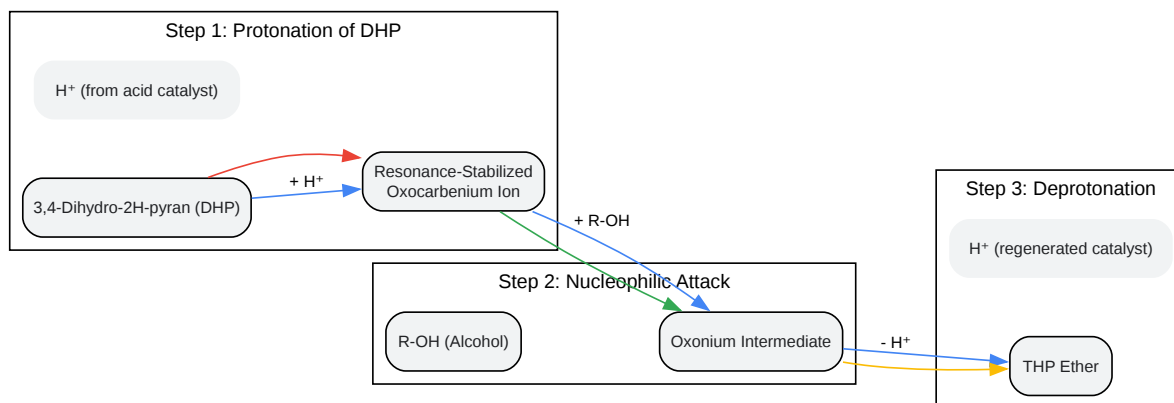 Step 1: Protonation of DHP
H⁺ (from acid catalyst)
3,4-Dihydro-2H-pyran (DHP)
+ H⁺
Resonance-Stabilized
Oxocarbenium Ion
+ R-OH
Step 2: Nucleophilic Attack
R-OH (Alcohol)
Oxonium Intermediate
- H⁺
Step 3: Deprotonation
H⁺ (regenerated catalyst)
THP Ether